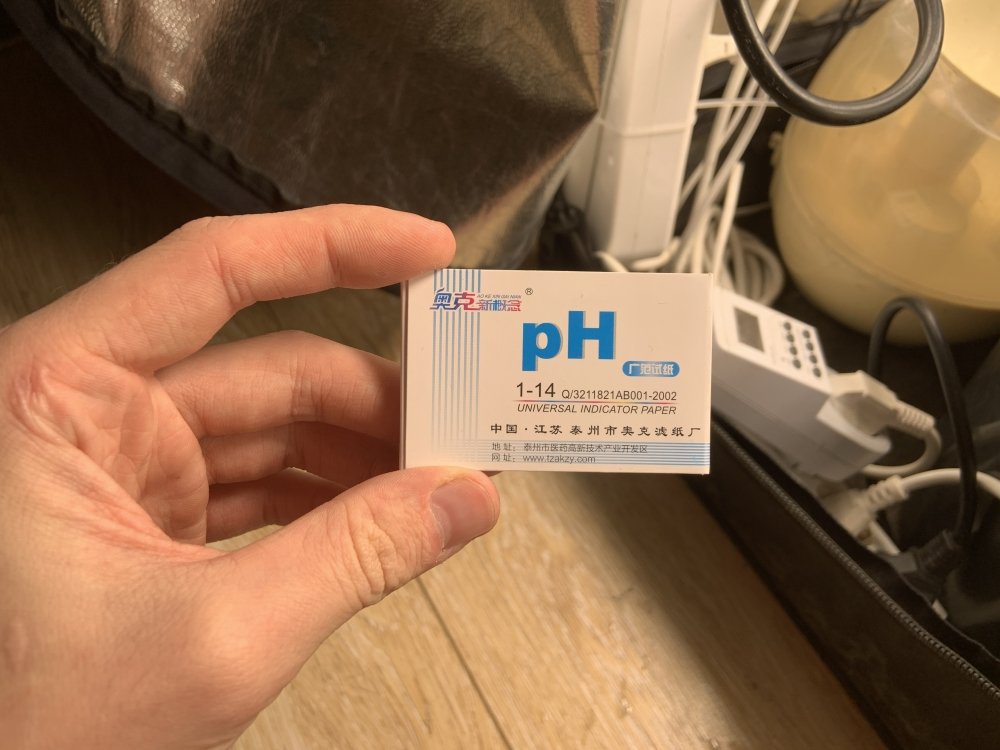 奥克新概念 AO KE XIN GAI NIAN ®
pH
广范试纸
1-14 Q/3211821AB001-2002
UNIVERSAL INDICATOR PAPER
中国·江苏 泰州市奥克滤纸厂
地址: 泰州市医药高新技术产业开发区
网址: www.tzakzy.com